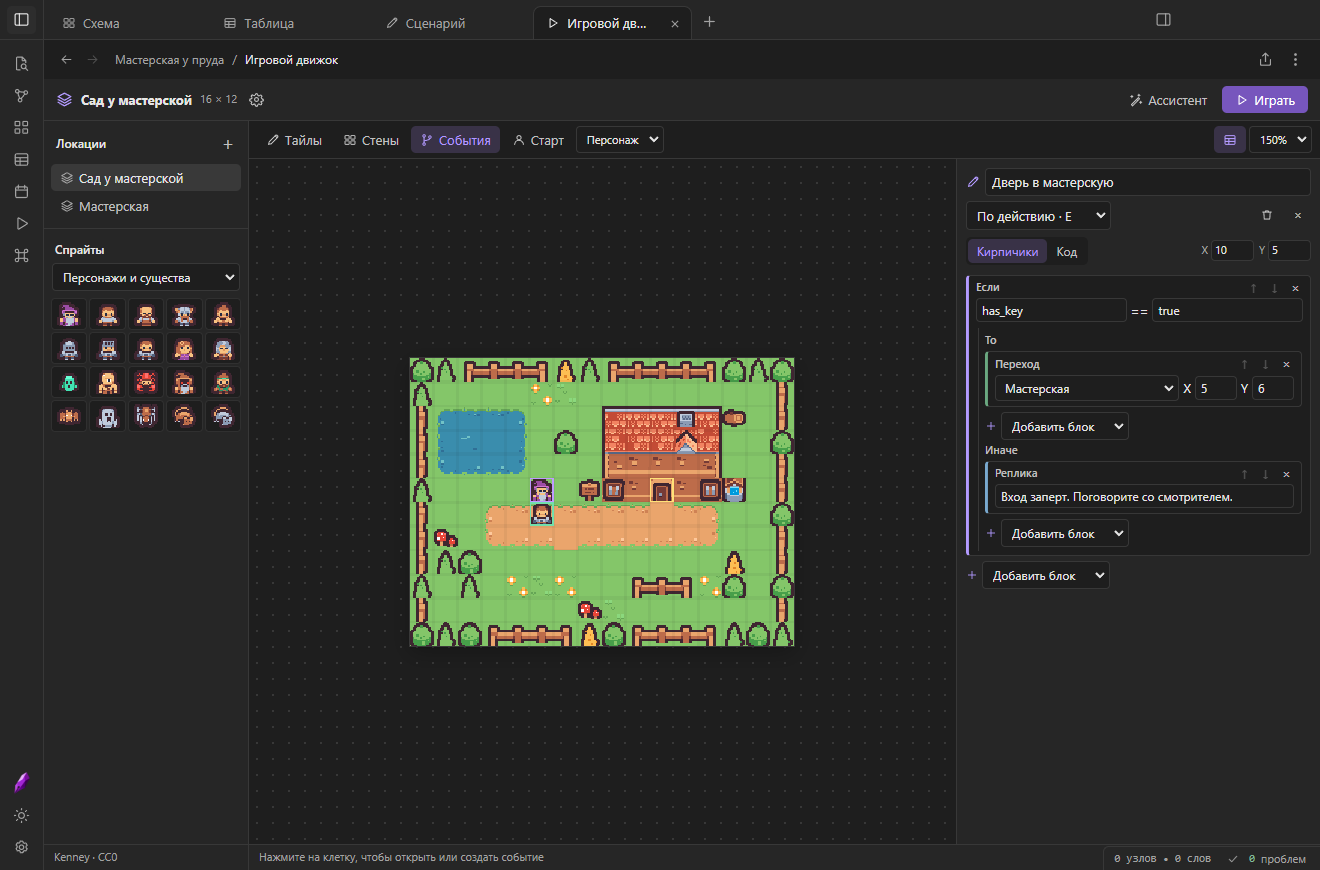 Схема
Таблица
Сценарий
Игровой дв...
Мастерская у пруда / Игровой движок
Сад у мастерской 16 × 12
Ассистент
Играть
Локации
Тайлы
Стены
События
Старт
Персонаж
150%
Сад у мастерской
Мастерская
Спрайты
Персонажи и существа
Дверь в мастерскую
По действию · E
Кирпичики
Код
X 10 Y 5
Если
has_key == true
То
Переход
Мастерская X 5 Y 6
+ Добавить блок
Иначе
Реплика
Вход заперт. Поговорите со смотрителем.
+ Добавить блок
+ Добавить блок
Kenney · CC0
Нажмите на клетку, чтобы открыть или создать событие
0 узлов • 0 слов ✓ 0 проблем